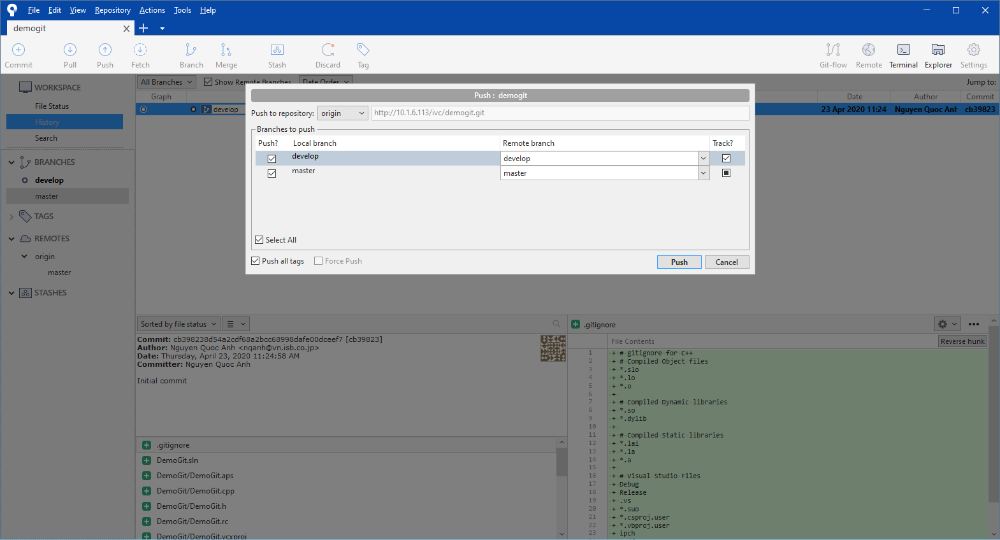 File Edit View Repository Actions Tools Help
demogit
Commit Pull Push Fetch Branch Merge Stash Discard Tag Git-flow Remote Terminal Explorer Settings
WORKSPACE
File Status
History
Search
BRANCHES
develop
master
TAGS
REMOTES
origin
master
STASHES
All Branches Show Remote Branches Date Order Jump to:
Graph Date Author Commit
develop 23 Apr 2020 11:24 Nguyen Quoc Anh cb39823
Push : demogit
Push to repository: origin http://10.1.6.113/ivc/demogit.git
Branches to push
Push? Local branch Remote branch Track?
develop develop
master master
Select All
Push all tags Force Push Push Cancel
Sorted by file status
Commit: cb398238d54a2cdf68a2bcc68998dafe00dceef7 [cb39823]
Author: Nguyen Quoc Anh <nqanh@vn.isb.co.jp>
Date: Thursday, April 23, 2020 11:24:58 AM
Committer: Nguyen Quoc Anh
Initial commit
.gitignore
DemoGit.sln
DemoGit/DemoGit.aps
DemoGit/DemoGit.cpp
DemoGit/DemoGit.h
DemoGit/DemoGit.rc
DemoGit/DemoGit.vcxproj
.gitignore
File Contents Reverse hunk
1 + # gitignore for C++
2 + # Compiled Object files
3 + *.slo
4 + *.lo
5 + *.o
6 +
7 + # Compiled Dynamic libraries
8 + *.so
9 + *.dylib
10 +
11 + # Compiled Static libraries
12 + *.lai
13 + *.la
14 + *.a
15 +
16 + # Visual Studio Files
17 + Debug
18 + Release
19 + .vs
20 + *.suo
21 + *.csproj.user
22 + *.vbproj.user
23 + ipch